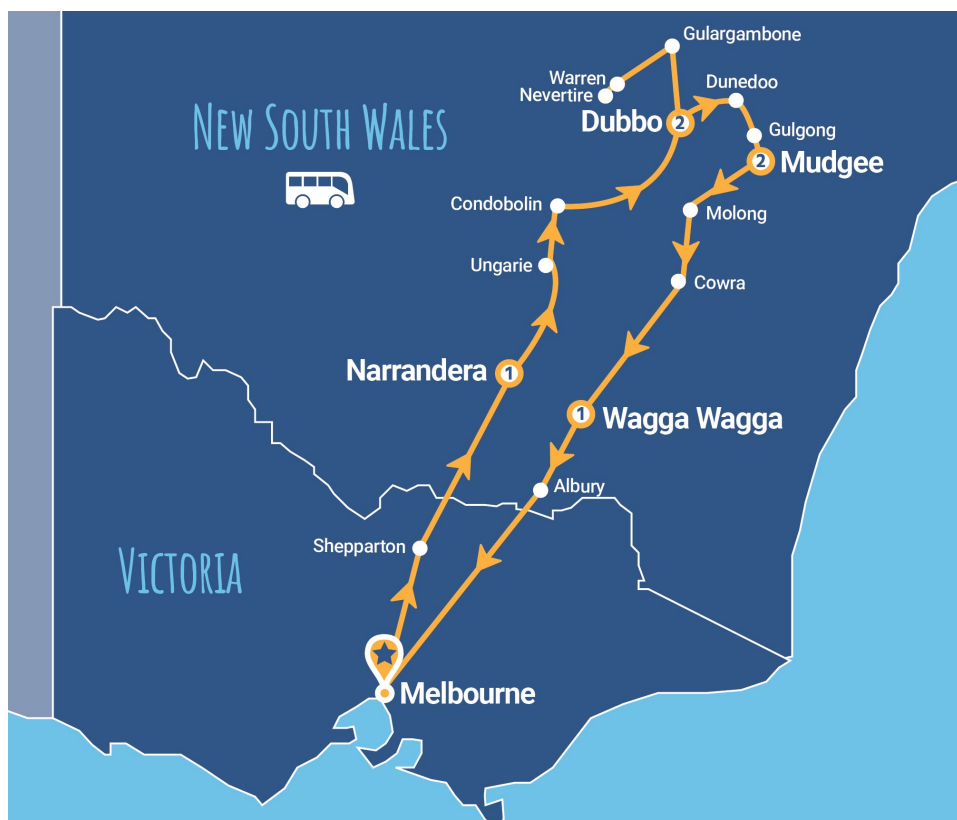 Gulargambone
Warren
Nevertire
Dunedoo
NEW SOUTH WALES
Dubbo 2
Gulgong
2 Mudgee
Condobolin
Molong
Ungarie
Cowra
Narrandera 1
1 Wagga Wagga
Albury
Shepparton
VICTORIA
Melbourne